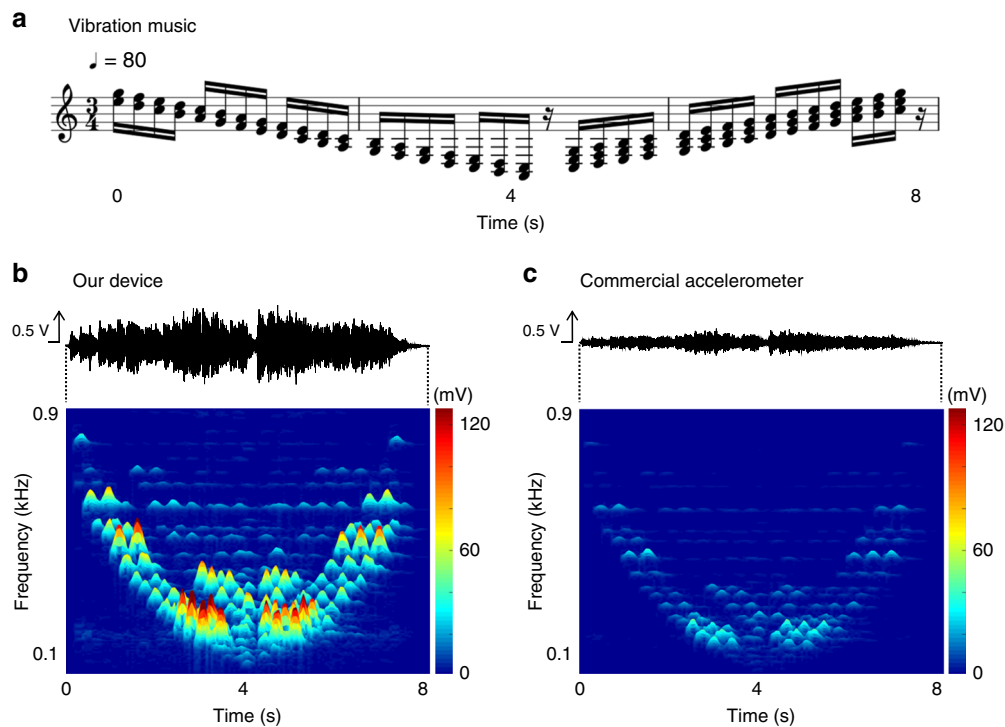 a
Vibration music
♩ = 80
3
4
0 4 8
Time (s)
b Our device
0.5 V
(mV)
0.9
120
60
0
Frequency (kHz)
0.1
0 4 8
Time (s)
c Commercial accelerometer
0.5 V
(mV)
0.9
120
60
0
Frequency (kHz)
0.1
0 4 8
Time (s)